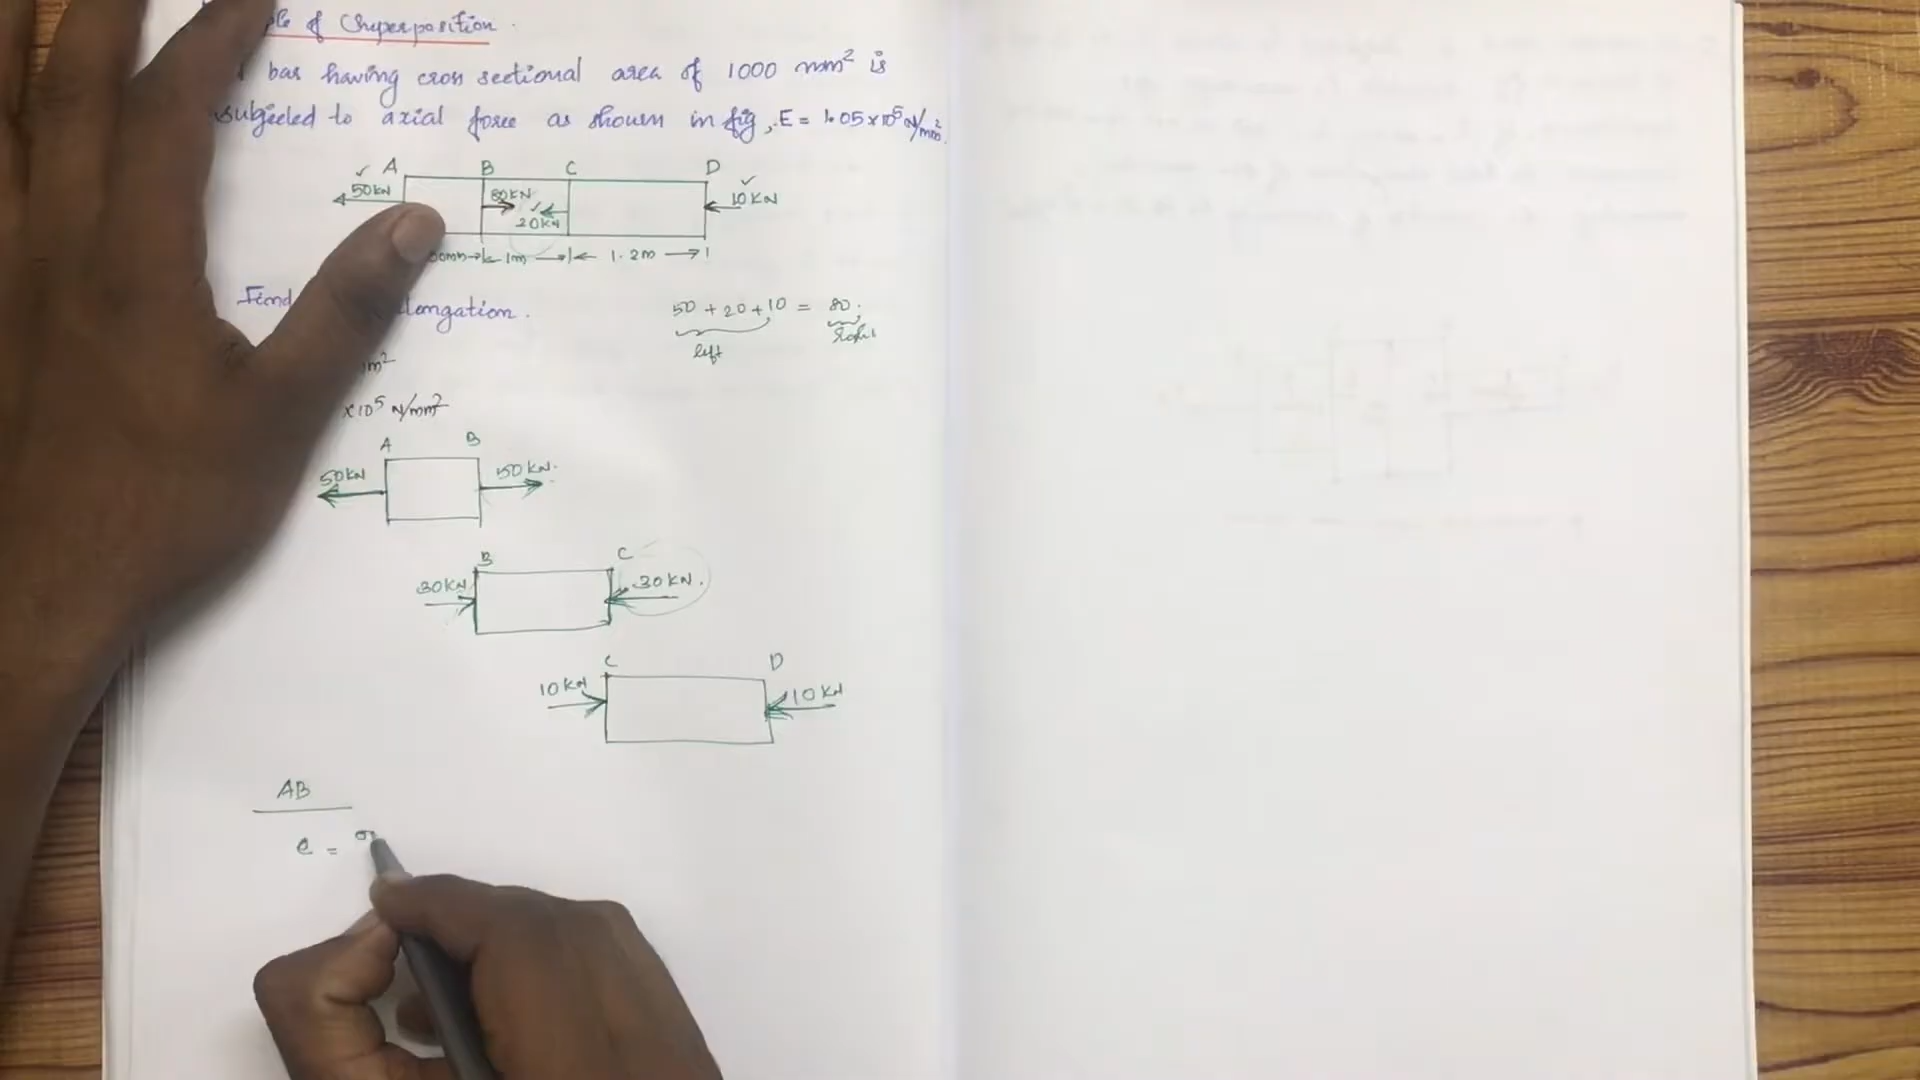 of Superposition.
bar having cross sectional area of 1000 mm² is
subjected to axial force as shown in fig, E = 1.05×10⁵ N/mm².
A B C D
50KN 80KN 20KN 10KN
1m 1.2m
Find elongation.
50 + 20 + 10 = 80.
left right
×10⁵ N/mm²
A B
50KN 50KN.
B C
30KN 30KN.
C D
10KN 10KN
AB
e = σ